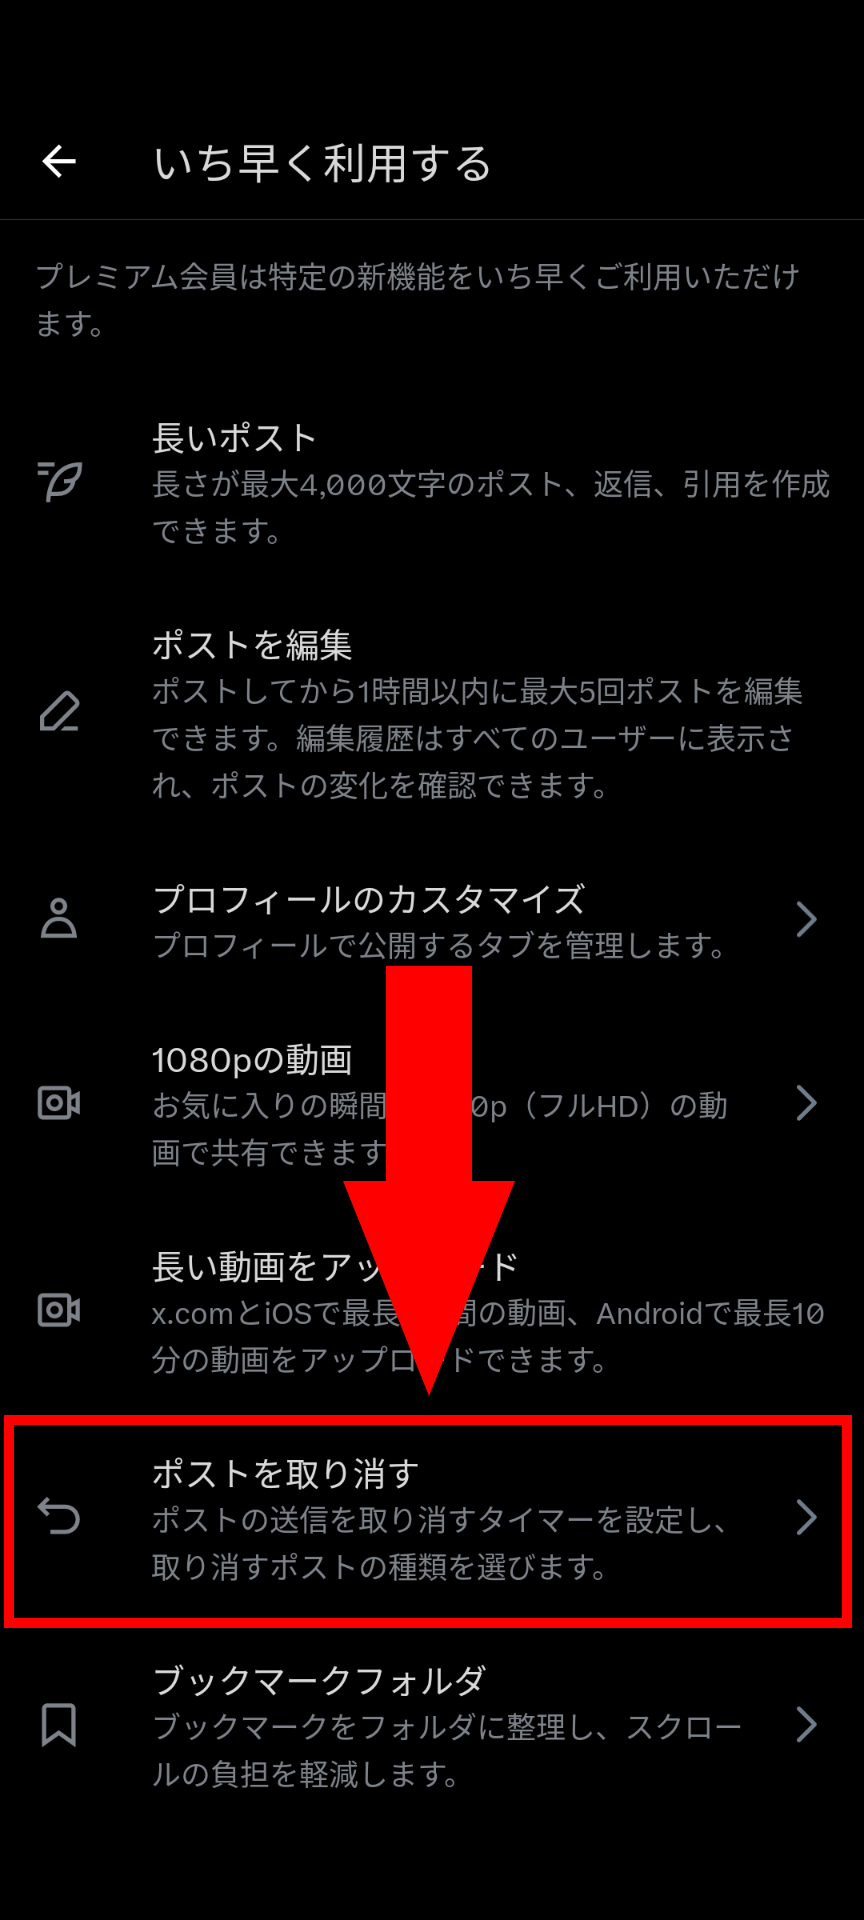 いち早く利用する
プレミアム会員は特定の新機能をいち早くご利用いただけ
ます。
長いポスト
長さが最大4,000文字のポスト、返信、引用を作成
できます。
ポストを編集
ポストしてから1時間以内に最大5回ポストを編集
できます。編集履歴はすべてのユーザーに表示さ
れ、ポストの変化を確認できます。
プロフィールのカスタマイズ
プロフィールで公開するタブを管理します。
1080pの動画
お気に入りの瞬間 0p（フルHD）の動
画で共有できます
長い動画をアッ ード
x.comとiOSで最長 間の動画、Androidで最長10
分の動画をアップロードできます。
ポストを取り消す
ポストの送信を取り消すタイマーを設定し、
取り消すポストの種類を選びます。
ブックマークフォルダ
ブックマークをフォルダに整理し、スクロー
ルの負担を軽減します。